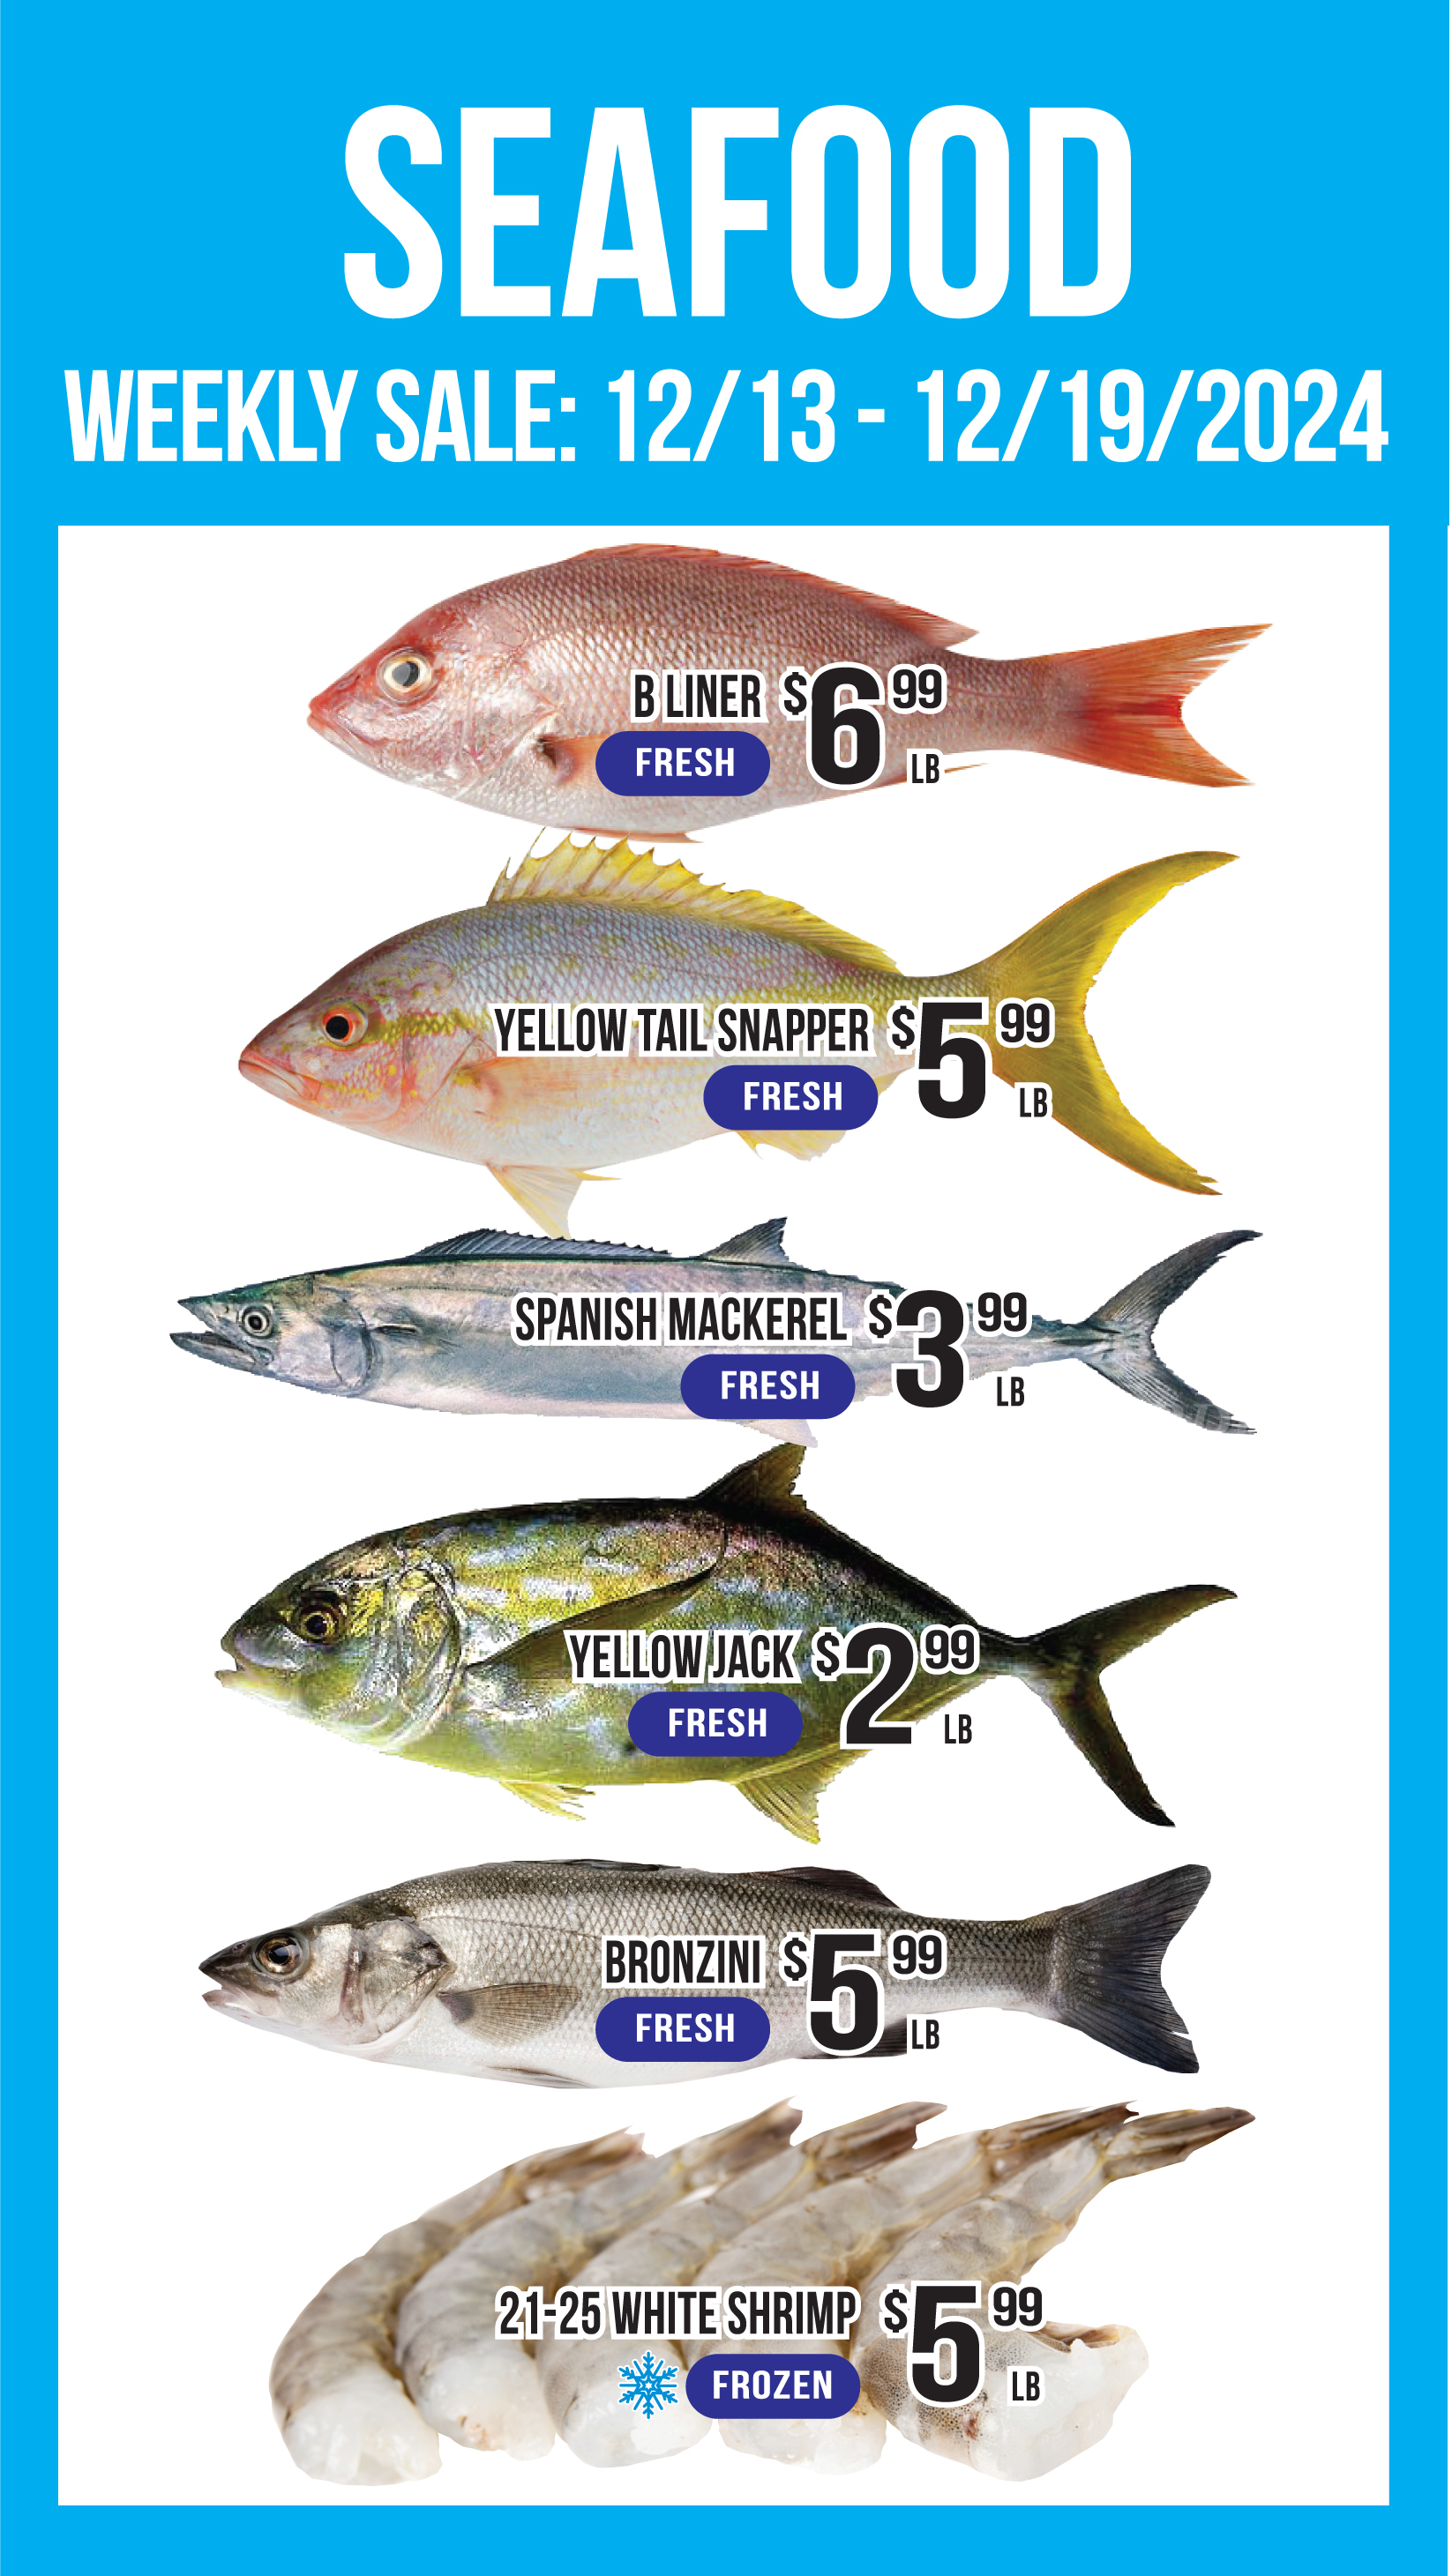 SEAFOOD
WEEKLY SALE: 12/13 - 12/19/2024
B LINER $6 99
FRESH LB
YELLOW TAIL SNAPPER $5 99
FRESH LB
SPANISH MACKEREL $3 99
FRESH LB
YELLOW JACK $2 99
FRESH LB
BRONZINI $5 99
FRESH LB
21-25 WHITE SHRIMP $5 99
FROZEN LB